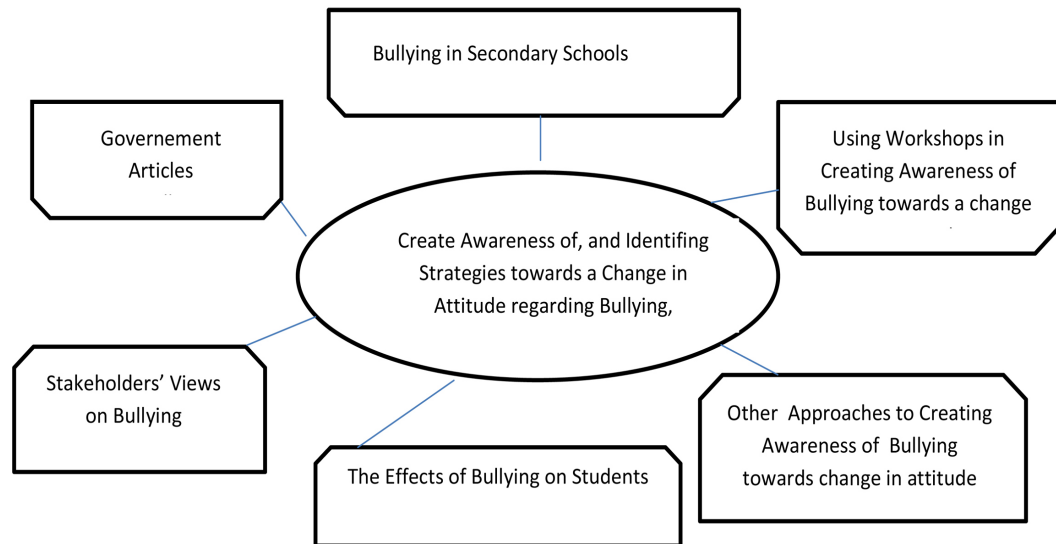 Bullying in Secondary Schools
Governement
Articles
Using Workshops in
Creating Awareness of
Bullying towards a change
Create Awareness of, and Identifing
Strategies towards a Change in
Attitude regarding Bullying,
Stakeholders’ Views
on Bullying
The Effects of Bullying on Students
Other Approaches to Creating
Awareness of Bullying
towards change in attitude